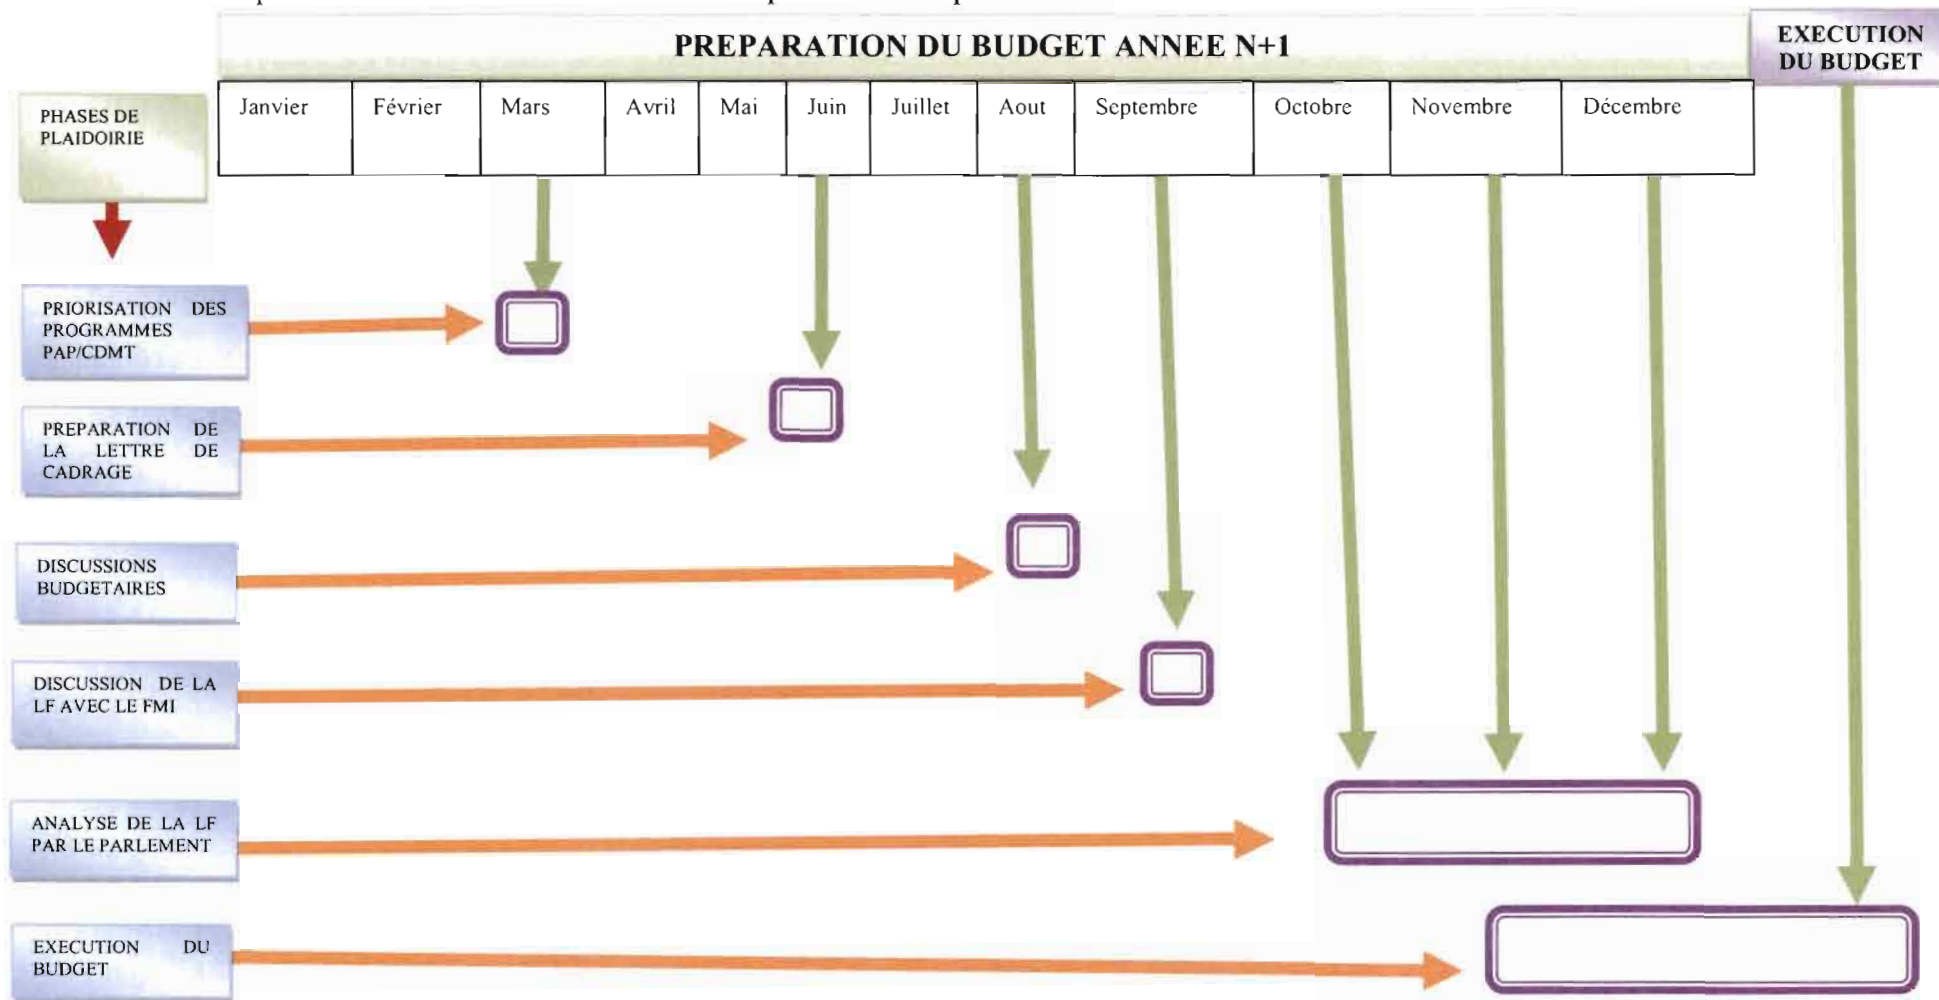 PREPARATION DU BUDGET ANNEE N+1
EXECUTION
DU BUDGET
PHASES DE
PLAIDOIRIE
Janvier
Février
Mars
Avril
Mai
Juin
Juillet
Aout
Septembre
Octobre
Novembre
Décembre
PRIORISATION DES
PROGRAMMES
PAP/CDMT
PREPARATION DE
LA LETTRE DE
CADRAGE
DISCUSSIONS
BUDGETAIRES
DISCUSSION DE LA
LF AVEC LE FMI
ANALYSE DE LA LF
PAR LE PARLEMENT
EXECUTION DU
BUDGET